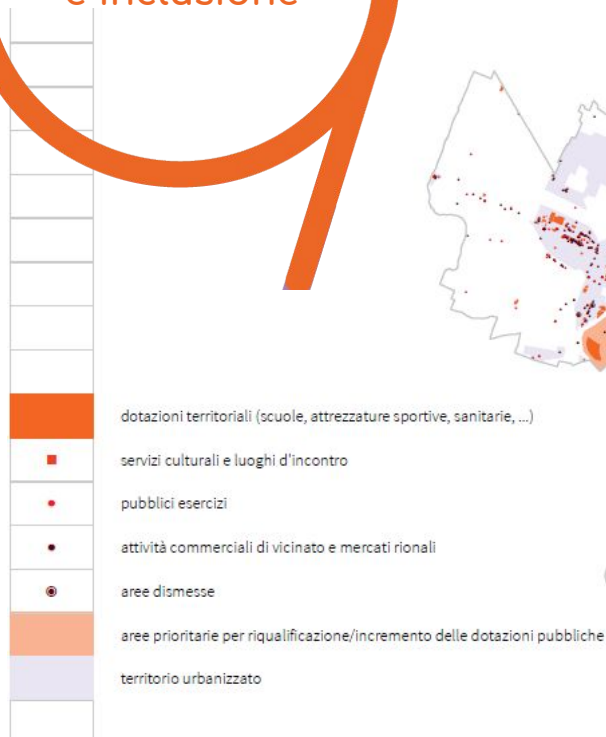 e inclusione
dotazioni territoriali (scuole, attrezzature sportive, sanitarie, ...)
servizi culturali e luoghi d'incontro
pubblici esercizi
attività commerciali di vicinato e mercati rionali
aree dismesse
aree prioritarie per riqualificazione/incremento delle dotazioni pubbliche
territorio urbanizzato